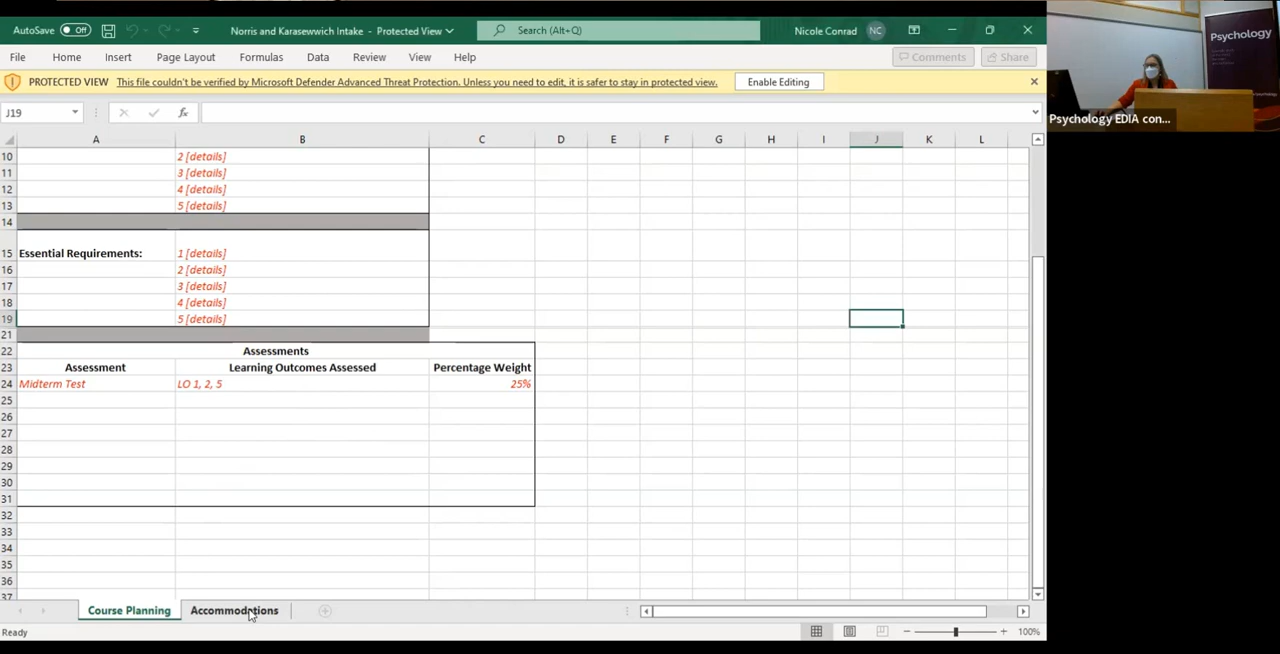 AutoSave Off Norris and Karasewwich Intake - Protected View Search (Alt+Q) Nicole Conrad NC
File Home Insert Page Layout Formulas Data Review View Help Comments Share
PROTECTED VIEW This file couldn't be verified by Microsoft Defender Advanced Threat Protection. Unless you need to edit, it is safer to stay in protected view. Enable Editing
J19 fx
A B C D E F G H I J K L
10 2 [details]
11 3 [details]
12 4 [details]
13 5 [details]
14
15 Essential Requirements: 1 [details]
16 2 [details]
17 3 [details]
18 4 [details]
19 5 [details]
21
22 Assessments
23 Assessment Learning Outcomes Assessed Percentage Weight
24 Midterm Test LO 1, 2, 5 25%
25
26
27
28
29
30
31
32
33
34
35
36
37
Course Planning Accommodations
Ready 100%
Psychology
Psychology EDIA con...